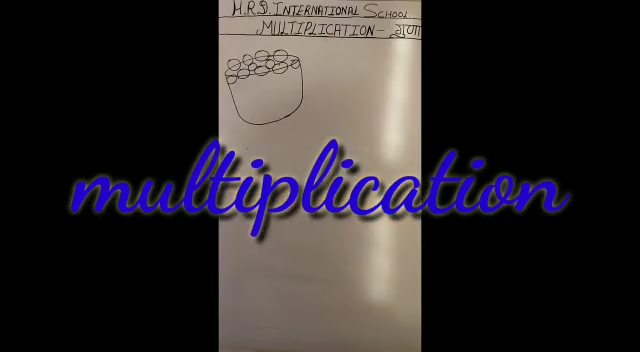 H.R.D. INTERNATIONAL SCHOOL
MULTIPLICATION- गुणा
multiplication